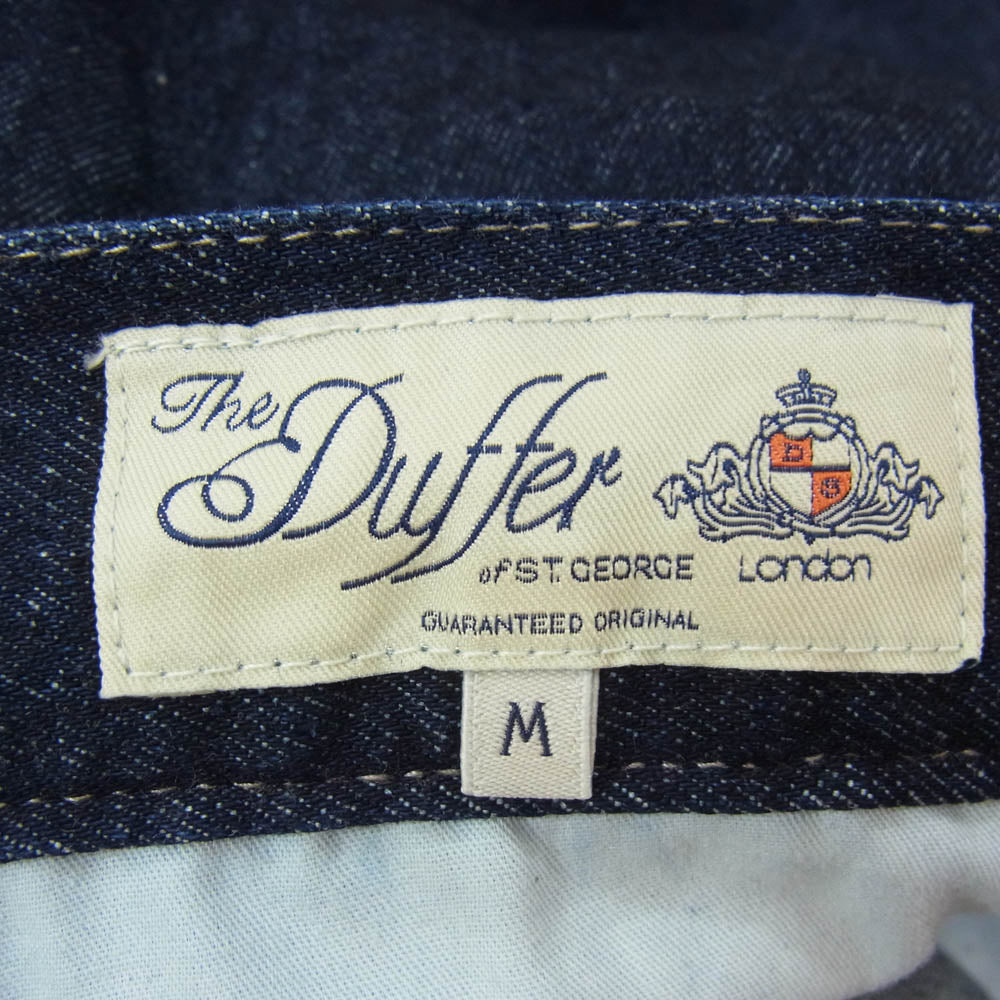 The Duffer
of ST. GEORGE
GUARANTEED ORIGINAL
D
S
London
M